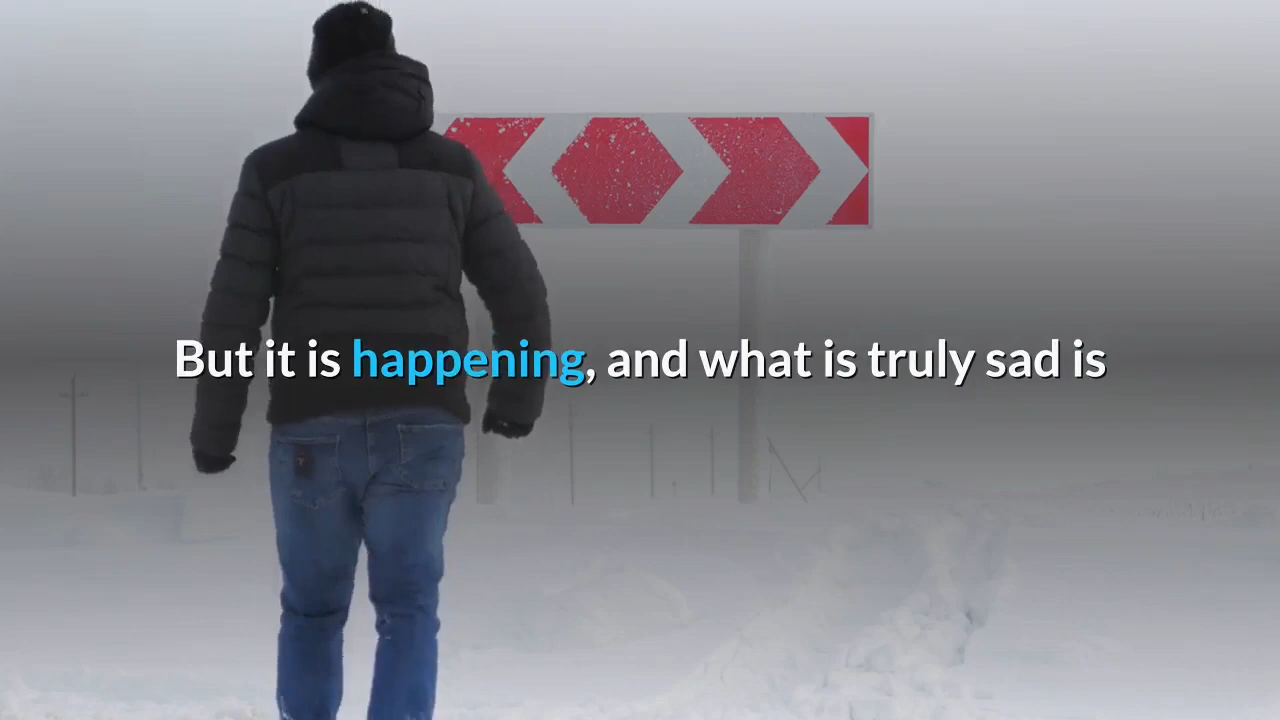 But it is happening, and what is truly sad is